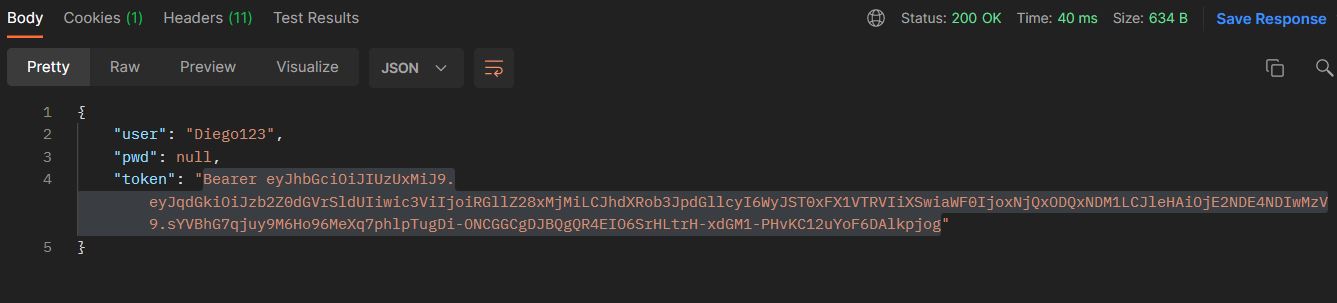 Body Cookies (1) Headers (11) Test Results Status: 200 OK Time: 40 ms Size: 634 B Save Response
Pretty Raw Preview Visualize JSON
1 {
2 "user": "Diego123",
3 "pwd": null,
4 "token": "Bearer eyJhbGciOiJIUzUxMiJ9.
eyJqdGkiOiJzb2Z0dGVrSldUIiwic3ViIjoiRGllZ28xMjMiLCJhdXRob3JpdGllcyI6WyJST0xFX1VTRVIiXSwiaWF0IjoxNjQxODQxNDM1LCJleHAiOjE2NDE4NDIwMzV
9.sYVBhG7qjuy9M6Ho96MeXq7phlpTugDi-ONCGGCgDJBQgQR4EIO6SrHLtrH-xdGM1-PHvKC12uYoF6DAlkpjog"
5 }